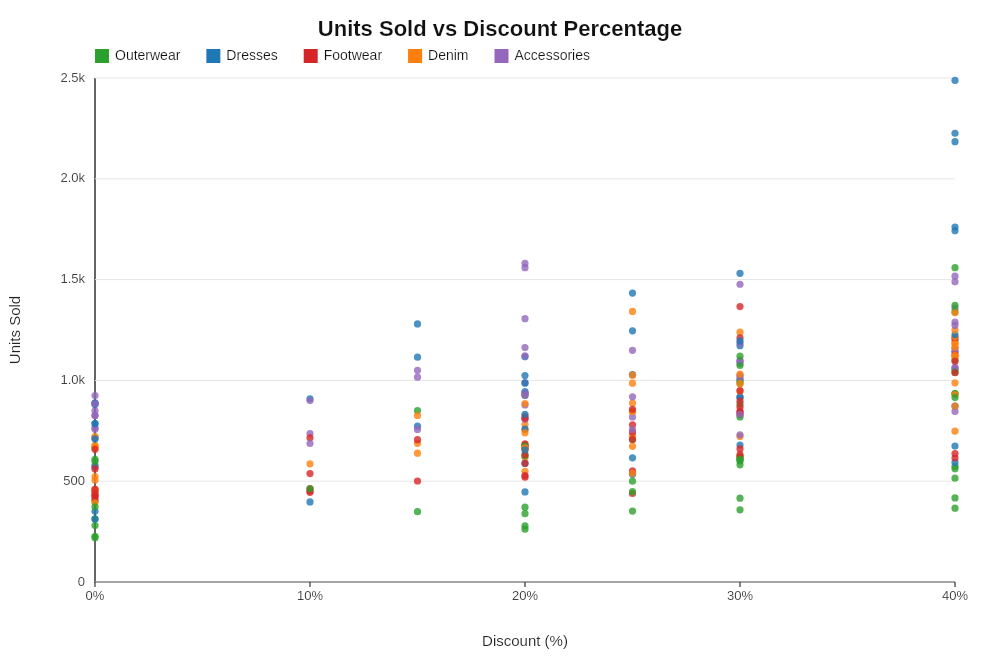 Units Sold vs Discount Percentage
Outerwear Dresses Footwear Denim Accessories
2.5k
2.0k
1.5k
1.0k
500
0
Units Sold
0% 10% 20% 30% 40%
Discount (%)